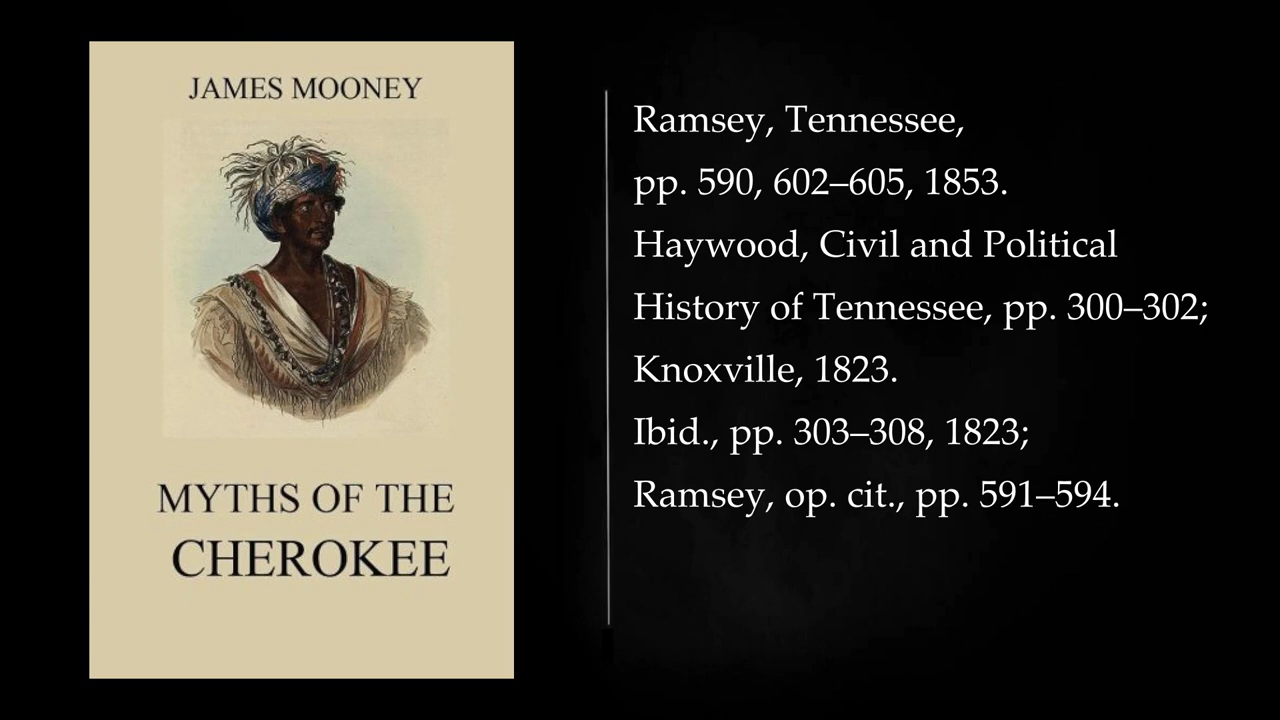 JAMES MOONEY
MYTHS OF THE
CHEROKEE
Ramsey, Tennessee,
pp. 590, 602–605, 1853.
Haywood, Civil and Political
History of Tennessee, pp. 300–302;
Knoxville, 1823.
Ibid., pp. 303–308, 1823;
Ramsey, op. cit., pp. 591–594.